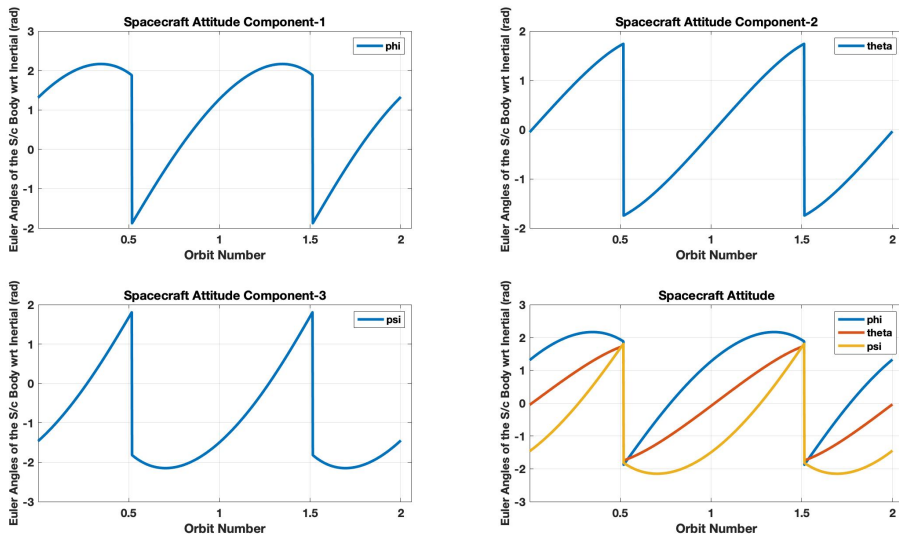 Spacecraft Attitude Component-1
Euler Angles of the S/c Body wrt Inertial (rad)
3
2
1
0
-1
-2
0.5
1
1.5
2
Orbit Number
phi
Spacecraft Attitude Component-2
Euler Angles of the S/c Body wrt Inertial (rad)
2
1
0
-1
-2
0.5
1
1.5
2
Orbit Number
theta
Spacecraft Attitude Component-3
Euler Angles of the S/c Body wrt Inertial (rad)
2
1
0
-1
-2
-3
0.5
1
1.5
2
Orbit Number
psi
Spacecraft Attitude
Euler Angles of the S/c Body wrt Inertial (rad)
3
2
1
0
-1
-2
-3
0.5
1
1.5
2
Orbit Number
phi
theta
psi